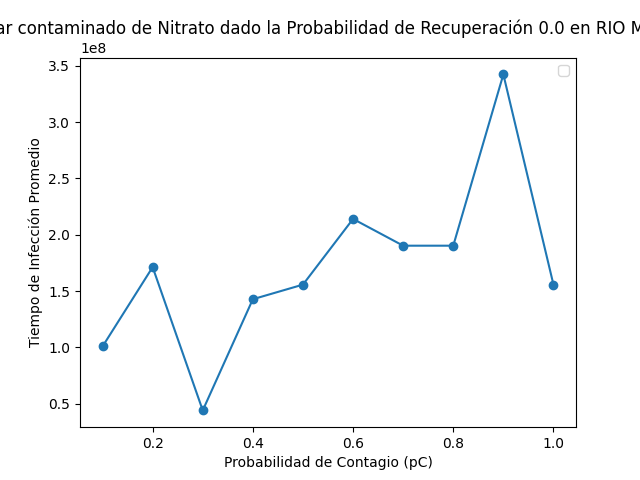 ar contaminado de Nitrato dado la Probabilidad de Recuperación 0.0 en RIO M
1e8
3.5
3.0
2.5
2.0
1.5
1.0
0.5
Tiempo de Infección Promedio
0.2 0.4 0.6 0.8 1.0
Probabilidad de Contagio (pC)